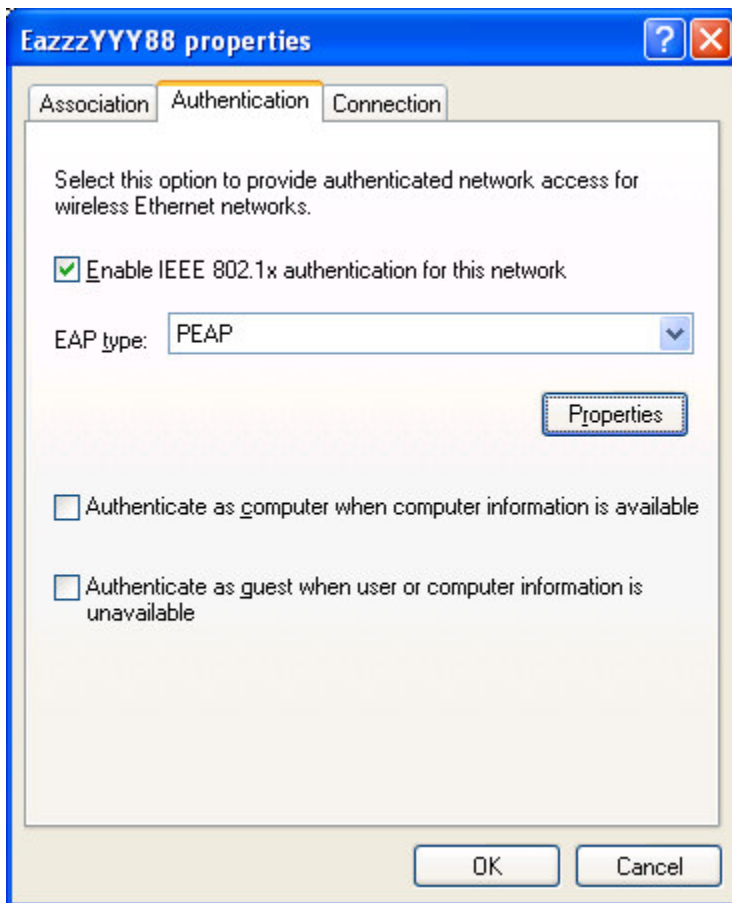 EazzzYYY88 properties
Association Authentication Connection
Select this option to provide authenticated network access for
wireless Ethernet networks.
Enable IEEE 802.1x authentication for this network
EAP type: PEAP
Properties
Authenticate as computer when computer information is available
Authenticate as guest when user or computer information is
unavailable
OK Cancel